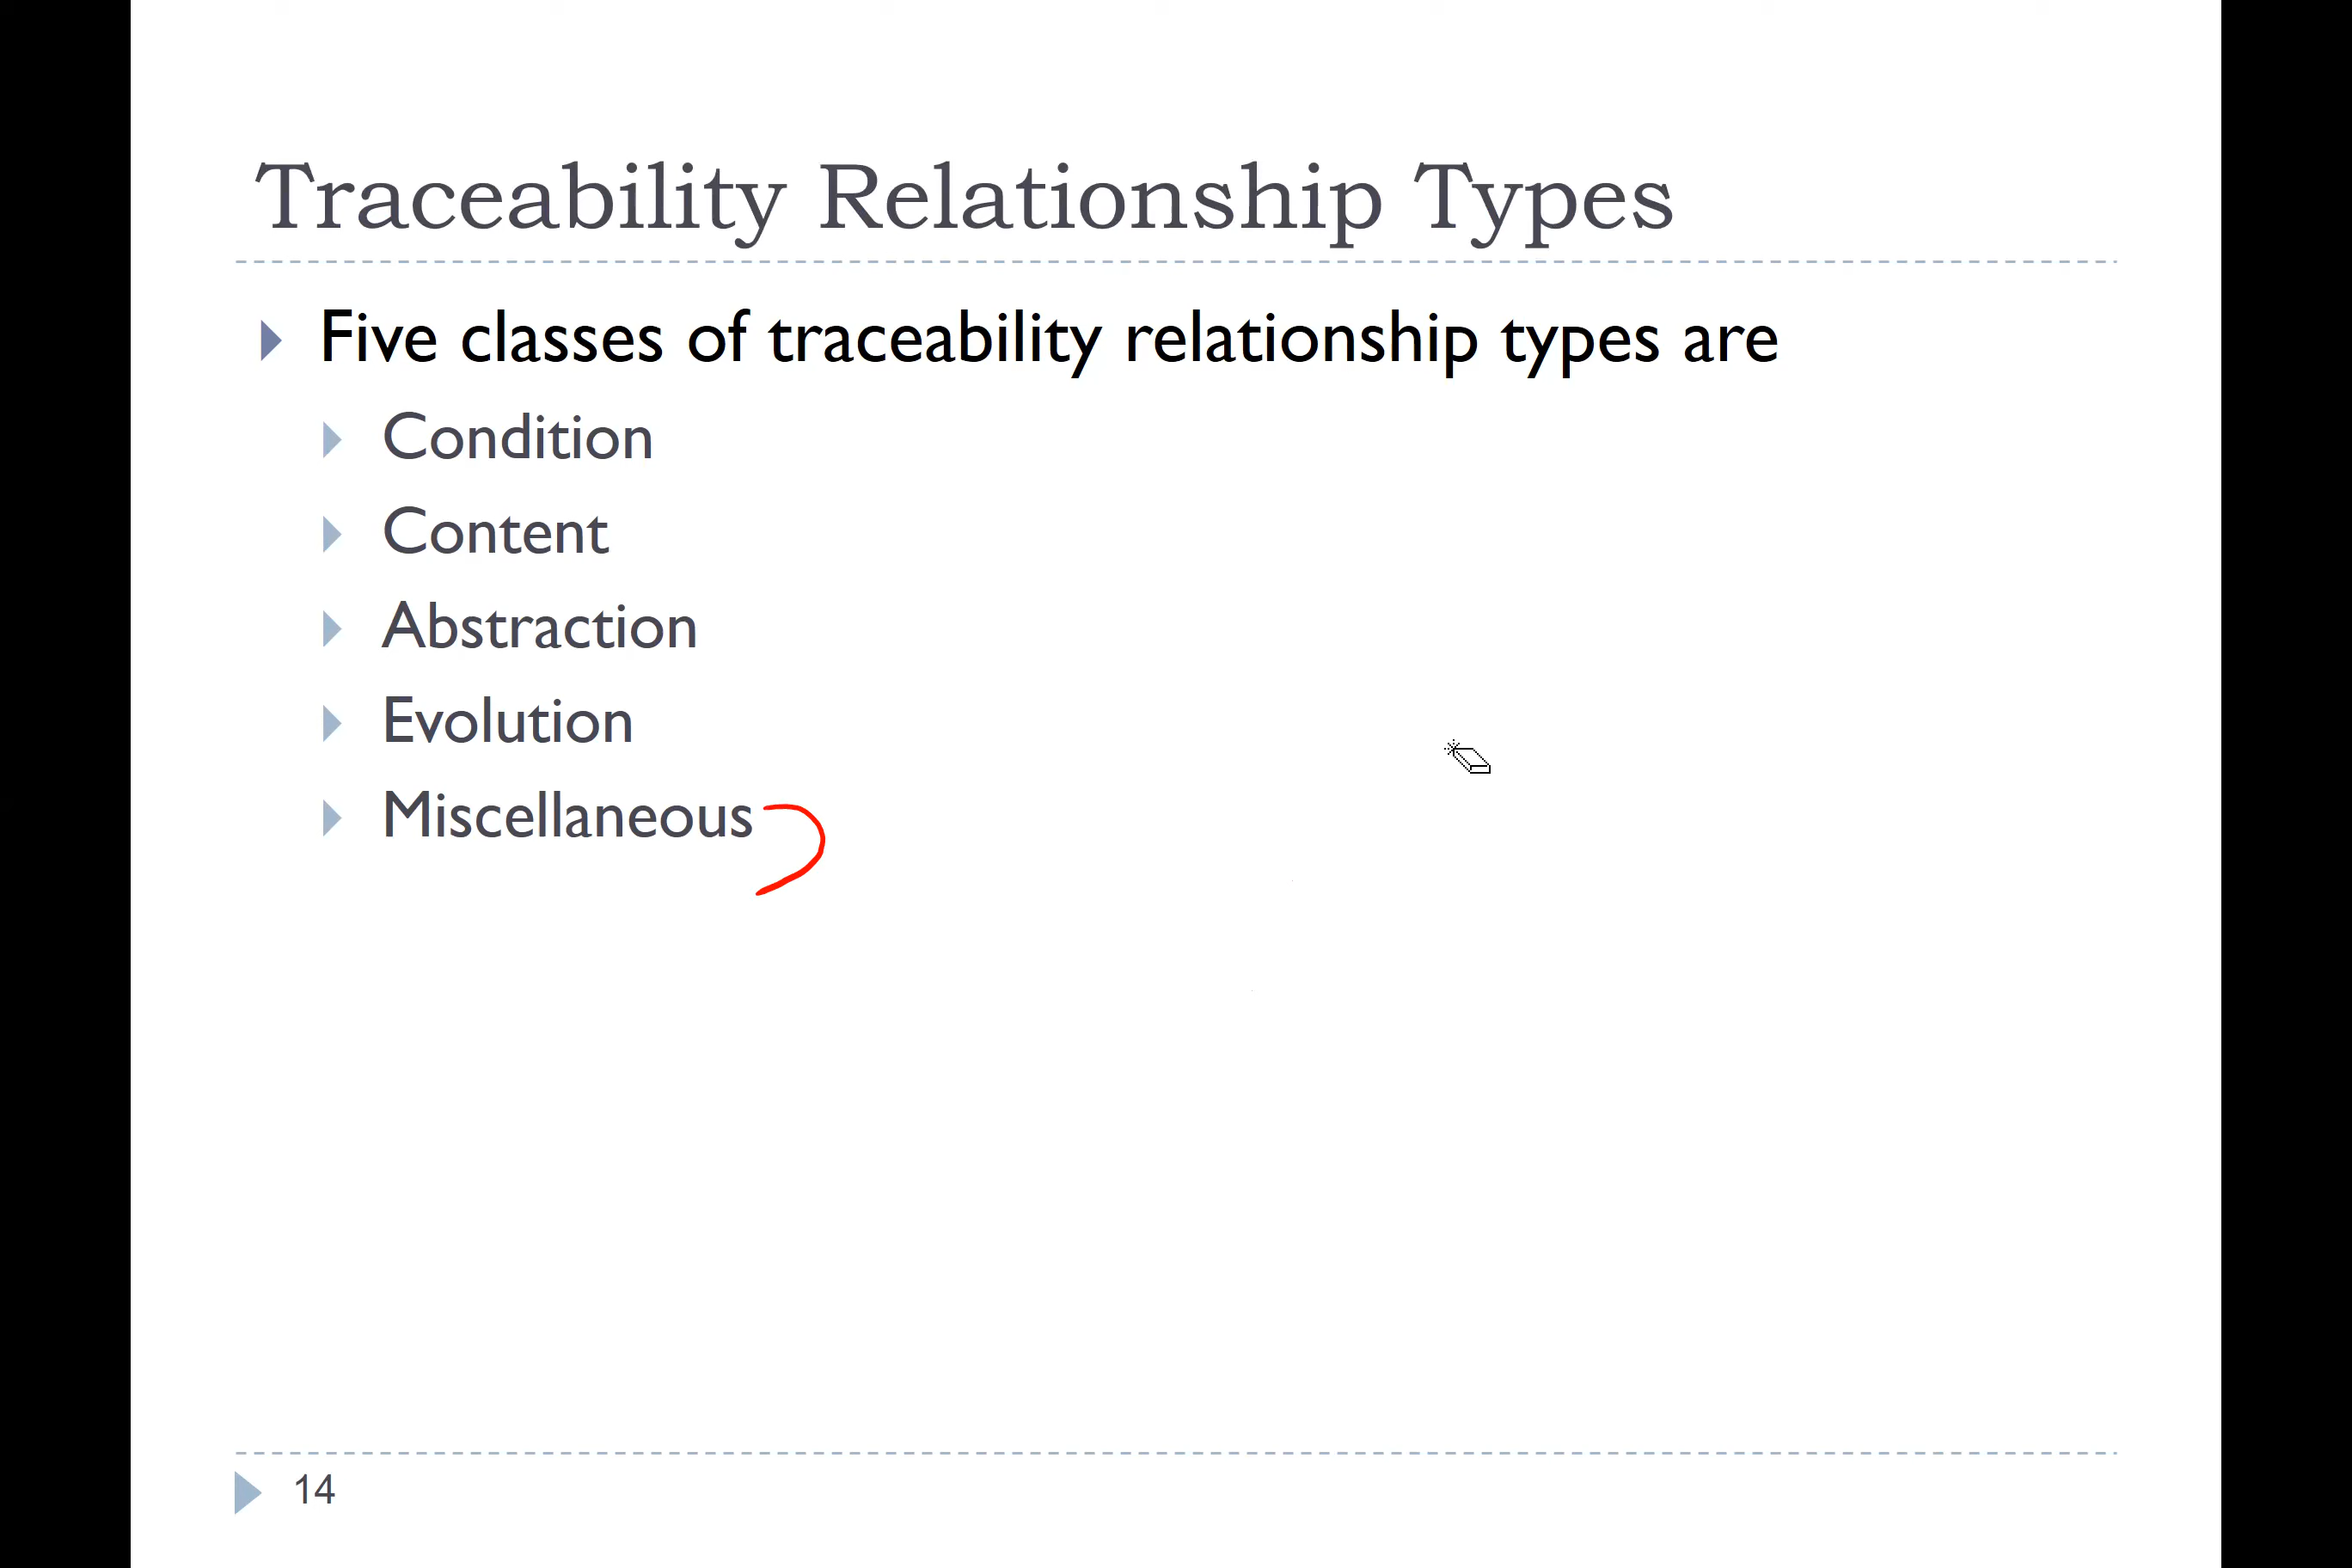 Traceability Relationship Types
Five classes of traceability relationship types are
Condition
Content
Abstraction
Evolution
Miscellaneous
14